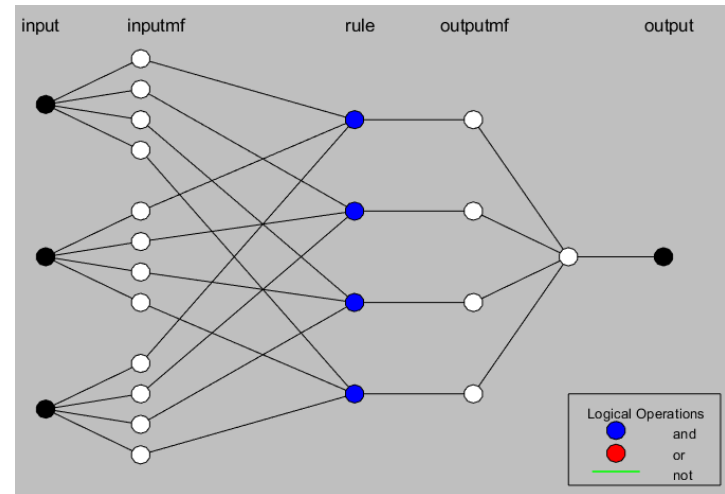 input inputmf rule outputmf output
Logical Operations
and
or
not